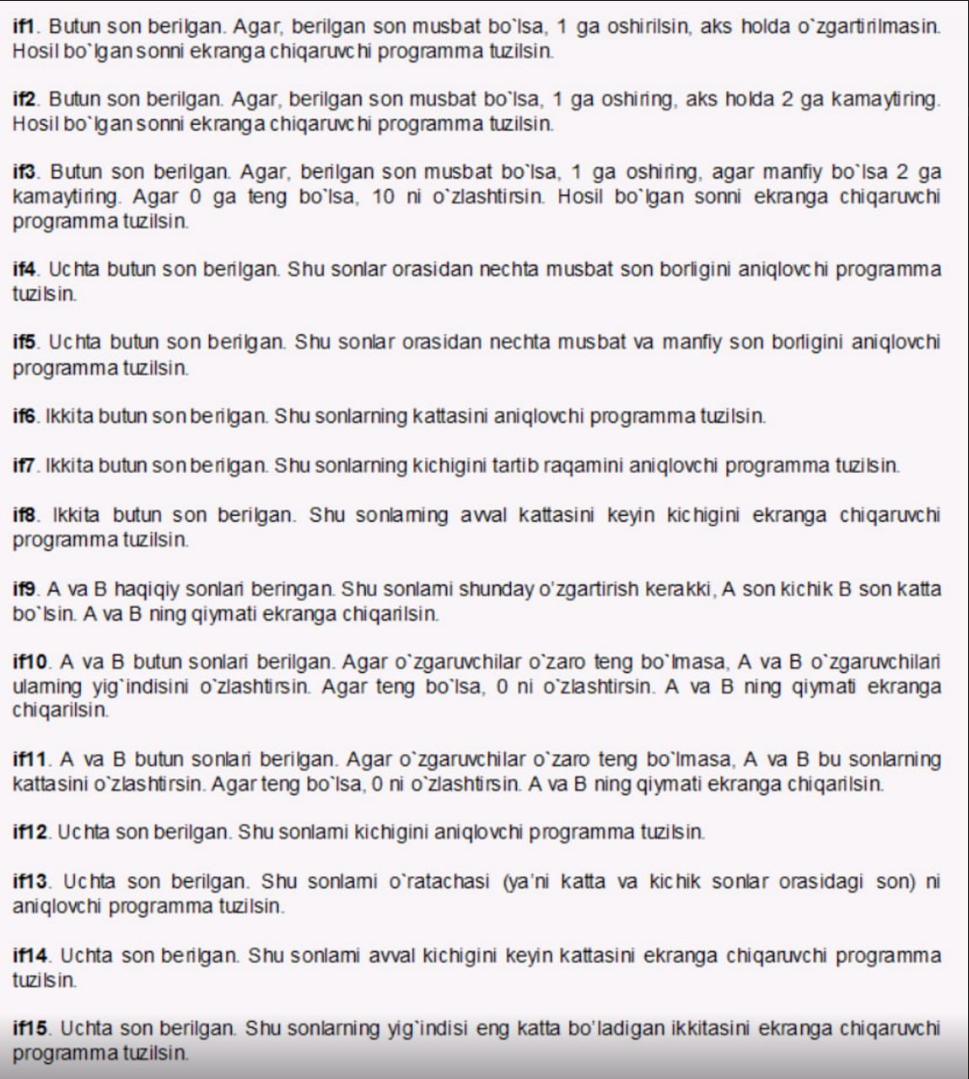 if1. Butun son berilgan. Agar, berilgan son musbat bo`lsa, 1 ga oshirilsin, aks holda o`zgartirilmasin.
Hosil bo`lgan sonni ekranga chiqaruvchi programma tuzilsin.
if2. Butun son berilgan. Agar, berilgan son musbat bo`lsa, 1 ga oshiring, aks holda 2 ga kamaytiring.
Hosil bo`lgan sonni ekranga chiqaruvchi programma tuzilsin.
if3. Butun son berilgan. Agar, berilgan son musbat bo`lsa, 1 ga oshiring, agar manfiy bo`lsa 2 ga
kamaytiring. Agar 0 ga teng bo`lsa, 10 ni o`zlashtirsin. Hosil bo`lgan sonni ekranga chiqaruvchi
programma tuzilsin.
if4. Uchta butun son berilgan. Shu sonlar orasidan nechta musbat son borligini aniqlovchi programma
tuzilsin.
if5. Uchta butun son berilgan. Shu sonlar orasidan nechta musbat va manfiy son borligini aniqlovchi
programma tuzilsin.
if6. Ikkita butun son berilgan. Shu sonlarning kattasini aniqlovchi programma tuzilsin.
if7. Ikkita butun son berilgan. Shu sonlarning kichigini tartib raqamini aniqlovchi programma tuzilsin.
if8. Ikkita butun son berilgan. Shu sonlarning avval kattasini keyin kichigini ekranga chiqaruvchi
programma tuzilsin.
if9. A va B haqiqiy sonlari beringan. Shu sonlarni shunday o'zgartirish kerakki, A son kichik B son katta
bo`lsin. A va B ning qiymati ekranga chiqarilsin.
if10. A va B butun sonlari berilgan. Agar o`zgaruvchilar o`zaro teng bo`lmasa, A va B o`zgaruvchilari
ularning yig`indisini o`zlashtirsin. Agar teng bo`lsa, 0 ni o`zlashtirsin. A va B ning qiymati ekranga
chiqarilsin.
if11. A va B butun sonlari berilgan. Agar o`zgaruvchilar o`zaro teng bo`lmasa, A va B bu sonlarning
kattasini o`zlashtirsin. Agar teng bo`lsa, 0 ni o`zlashtirsin. A va B ning qiymati ekranga chiqarilsin.
if12. Uchta son berilgan. Shu sonlarni kichigini aniqlovchi programma tuzilsin.
if13. Uchta son berilgan. Shu sonlarni o`ratachasi (ya'ni katta va kichik sonlar orasidagi son) ni
aniqlovchi programma tuzilsin.
if14. Uchta son berilgan. Shu sonlarni avval kichigini keyin kattasini ekranga chiqaruvchi programma
tuzilsin.
if15. Uchta son berilgan. Shu sonlarning yig`indisi eng katta bo'ladigan ikkitasini ekranga chiqaruvchi
programma tuzilsin.